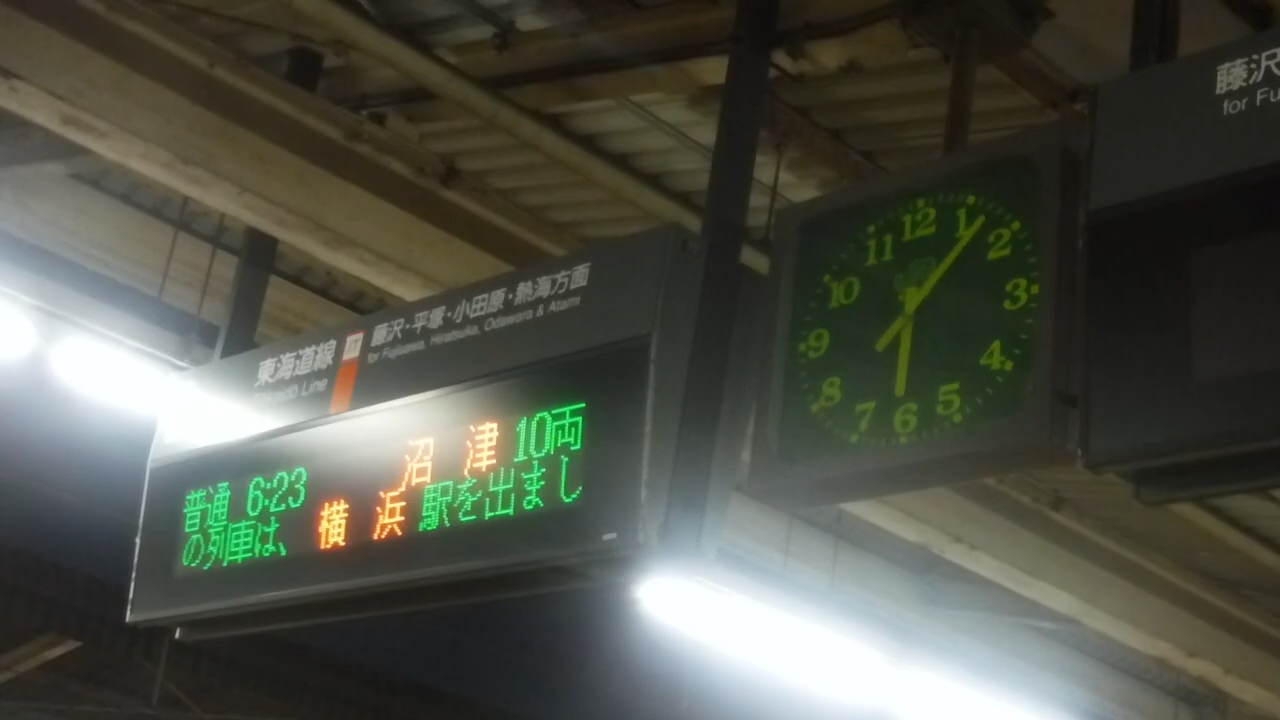 東海道線
Line
藤沢・平塚・小田原・熱海方面
for Fujisawa, Hiratsuka, Odawara & Atami
普通 6:23 沼津 10両
の列車は、横浜駅を出まし
12
1
2
3
4
5
6
7
8
9
10
11
藤沢
for Fu